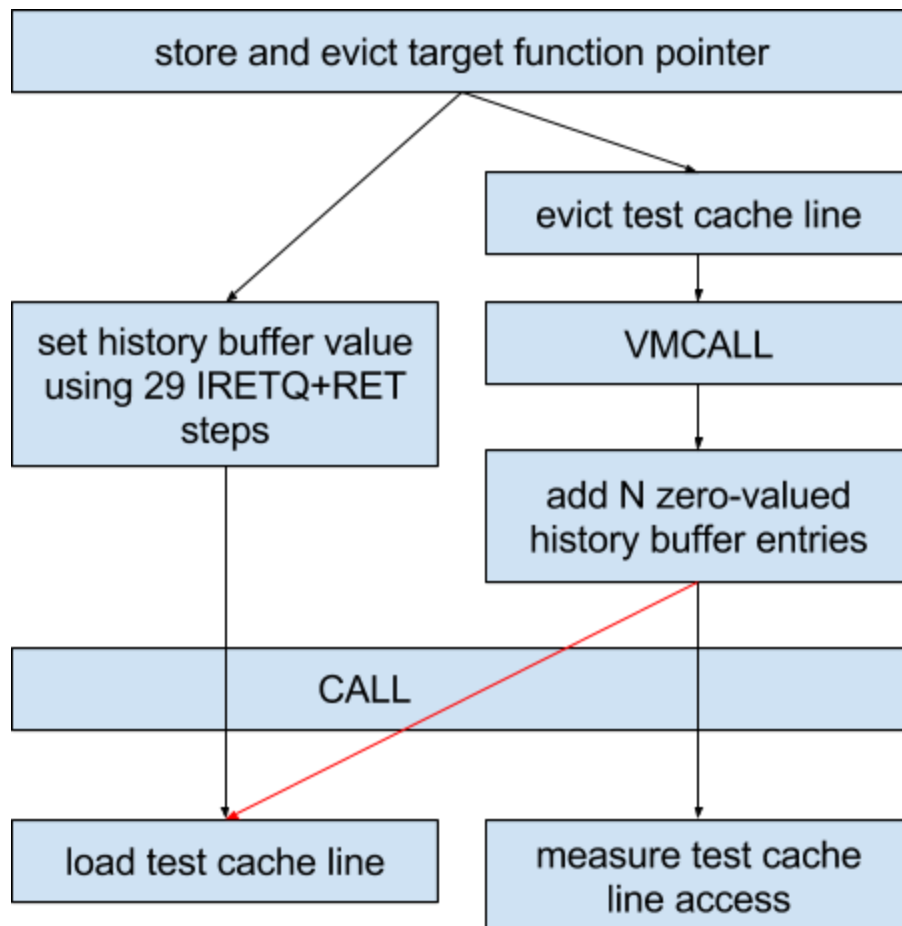 store and evict target function pointer
evict test cache line
set history buffer value
using 29 IRETQ+RET
steps
VMCALL
add N zero-valued
history buffer entries
CALL
load test cache line
measure test cache
line access